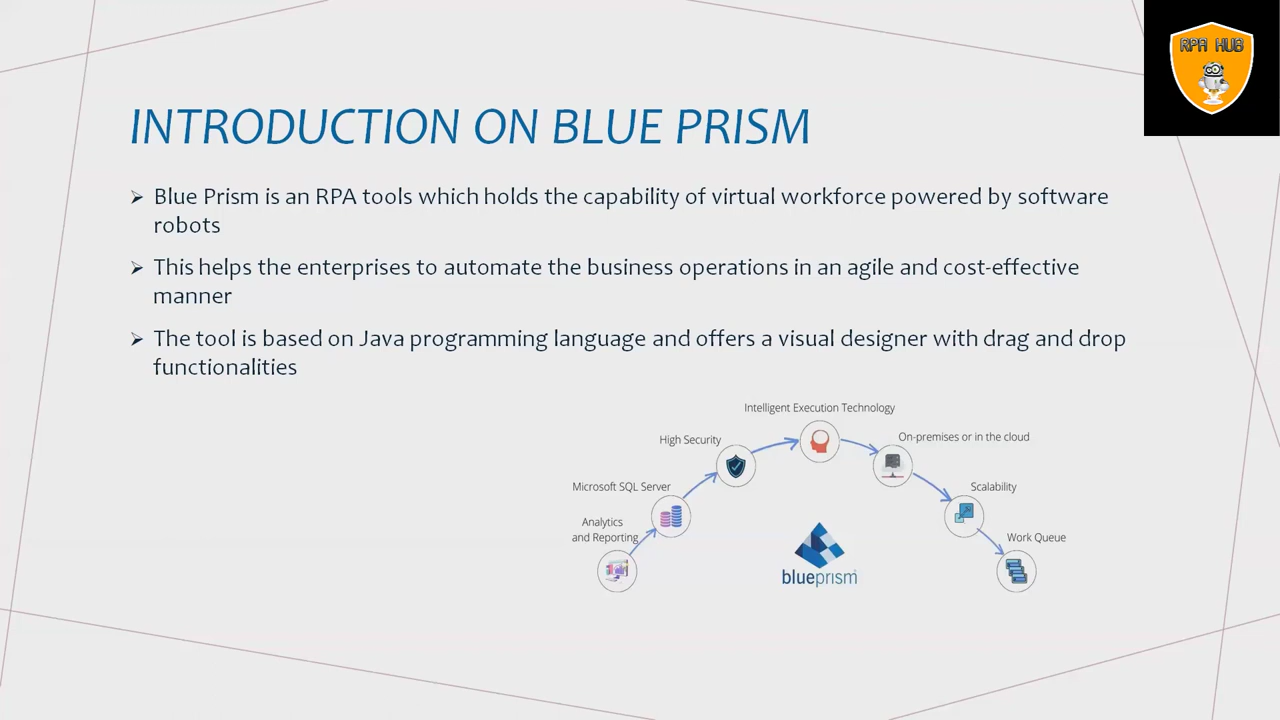 RPA HUB
INTRODUCTION ON BLUE PRISM
➢ Blue Prism is an RPA tools which holds the capability of virtual workforce powered by software
robots
➢ This helps the enterprises to automate the business operations in an agile and cost-effective
manner
➢ The tool is based on Java programming language and offers a visual designer with drag and drop
functionalities
Intelligent Execution Technology
High Security
On-premises or in the cloud
Microsoft SQL Server
Scalability
Analytics
and Reporting
Work Queue
blueprism